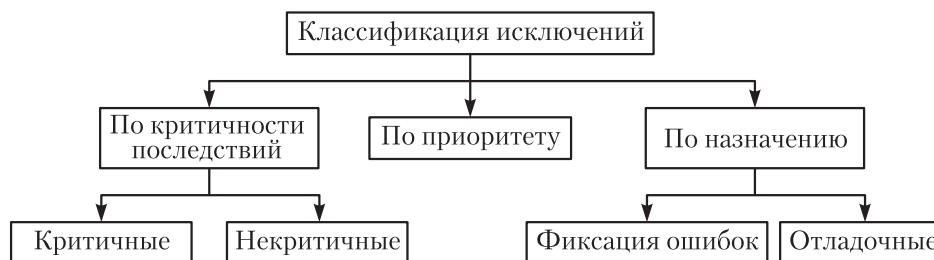 Классификация исключений
По критичности
последствий
По приоритету
По назначению
Критичные
Некритичные
Фиксация ошибок
Отладочные